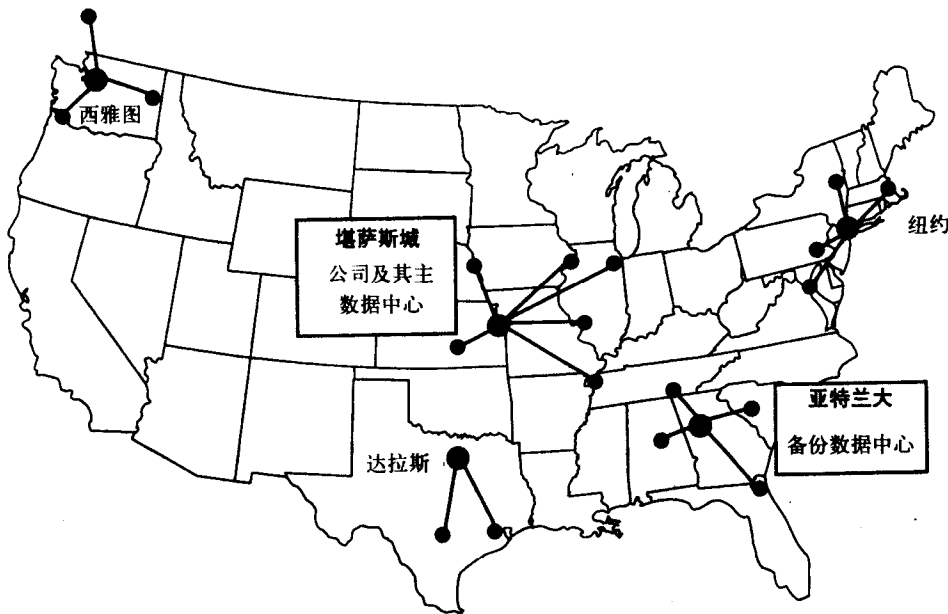 西雅图
纽约
堪萨斯城
公司及其主
数据中心
亚特兰大
备份数据中心
达拉斯